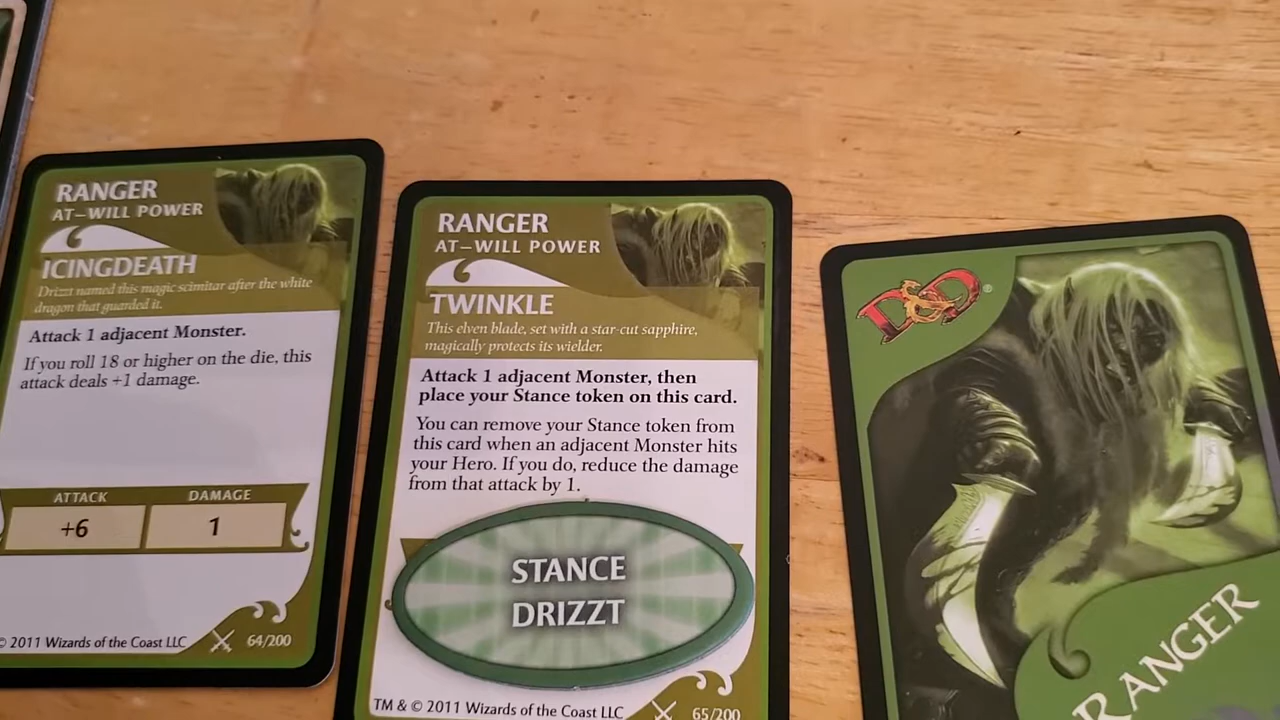 RANGER
AT–WILL POWER
ICINGDEATH
Drizzt named this magic scimitar after the white
dragon that guarded it.
Attack 1 adjacent Monster.
If you roll 18 or higher on the die, this
attack deals +1 damage.
ATTACK DAMAGE
+6 1
© 2011 Wizards of the Coast LLC 64/200
RANGER
AT–WILL POWER
TWINKLE
This elven blade, set with a star-cut sapphire,
magically protects its wielder.
Attack 1 adjacent Monster, then
place your Stance token on this card.
You can remove your Stance token from
this card when an adjacent Monster hits
your Hero. If you do, reduce the damage
from that attack by 1.
STANCE
DRIZZT
TM & © 2011 Wizards of the Coast LLC 65/200
D&D®
RANGER